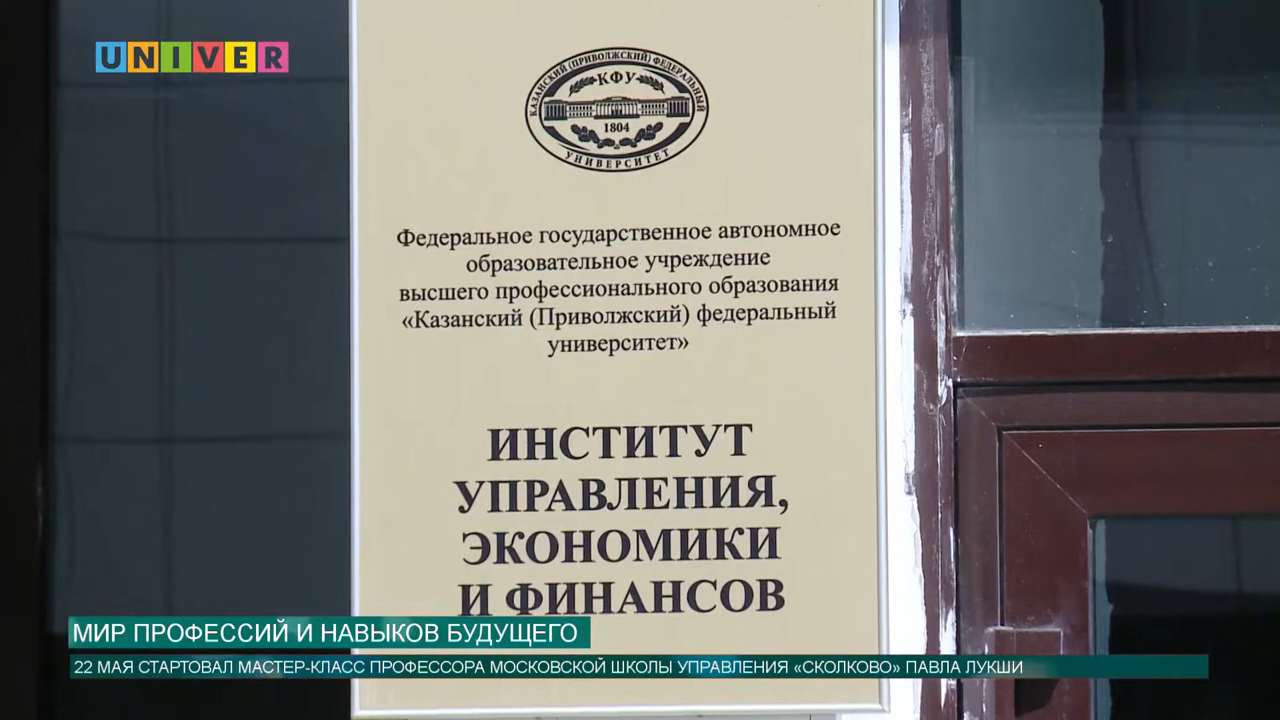 UNIVER
КАЗАНСКИЙ (ПРИВОЛЖСКИЙ) ФЕДЕРАЛЬНЫЙ
КФУ
1804
УНИВЕРСИТЕТ
Федеральное государственное автономное
образовательное учреждение
высшего профессионального образования
«Казанский (Приволжский) федеральный
университет»
ИНСТИТУТ
УПРАВЛЕНИЯ,
ЭКОНОМИКИ
И ФИНАНСОВ
МИР ПРОФЕССИЙ И НАВЫКОВ БУДУЩЕГО
22 МАЯ СТАРТОВАЛ МАСТЕР-КЛАСС ПРОФЕССОРА МОСКОВСКОЙ ШКОЛЫ УПРАВЛЕНИЯ «СКОЛКОВО» ПАВЛА ЛУКШИ